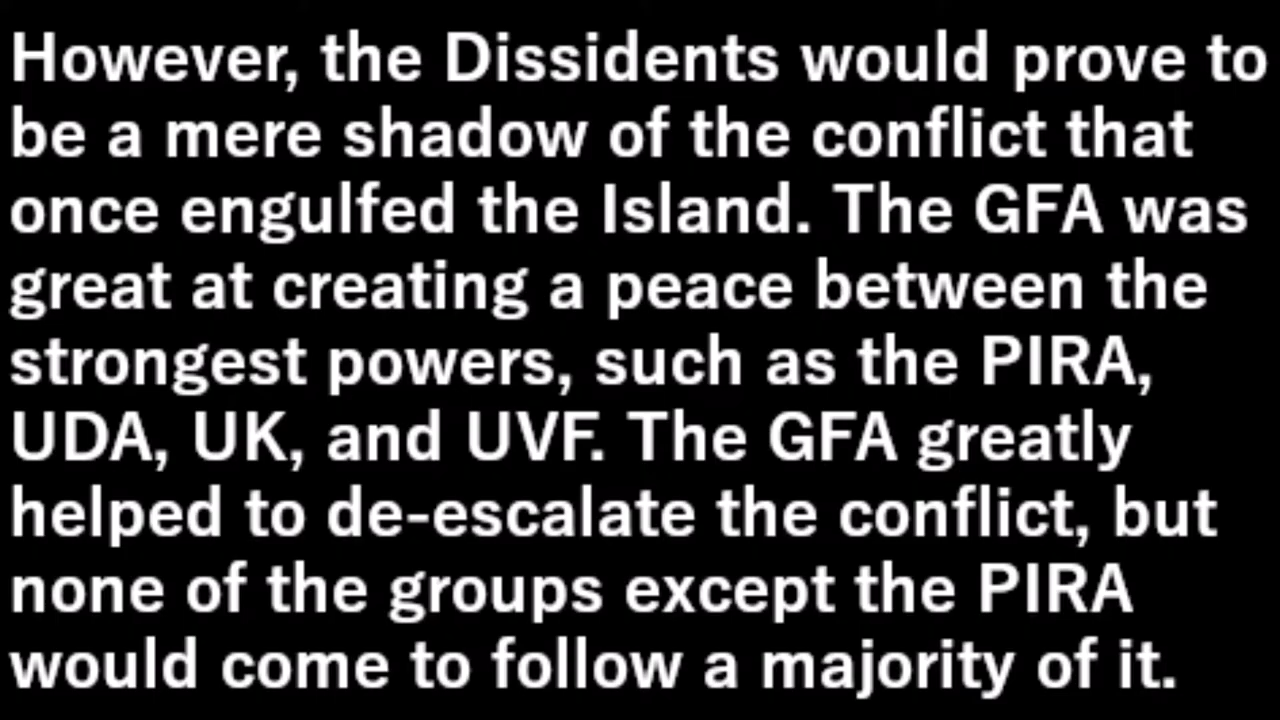 However, the Dissidents would prove to
be a mere shadow of the conflict that
once engulfed the Island. The GFA was
great at creating a peace between the
strongest powers, such as the PIRA,
UDA, UK, and UVF. The GFA greatly
helped to de-escalate the conflict, but
none of the groups except the PIRA
would come to follow a majority of it.